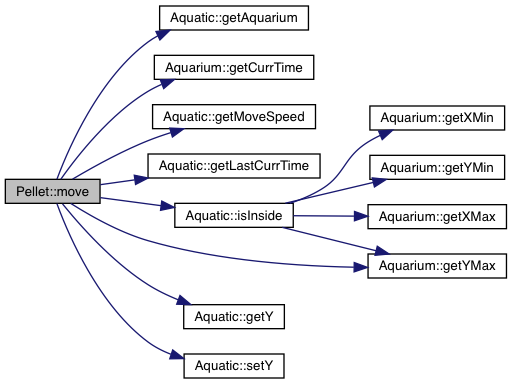 Aquatic::getAquarium
Aquarium::getCurrTime
Aquatic::getMoveSpeed
Aquarium::getXMin
Aquatic::getLastCurrTime
Aquarium::getYMin
Pellet::move
Aquatic::isInside
Aquarium::getXMax
Aquarium::getYMax
Aquatic::getY
Aquatic::setY